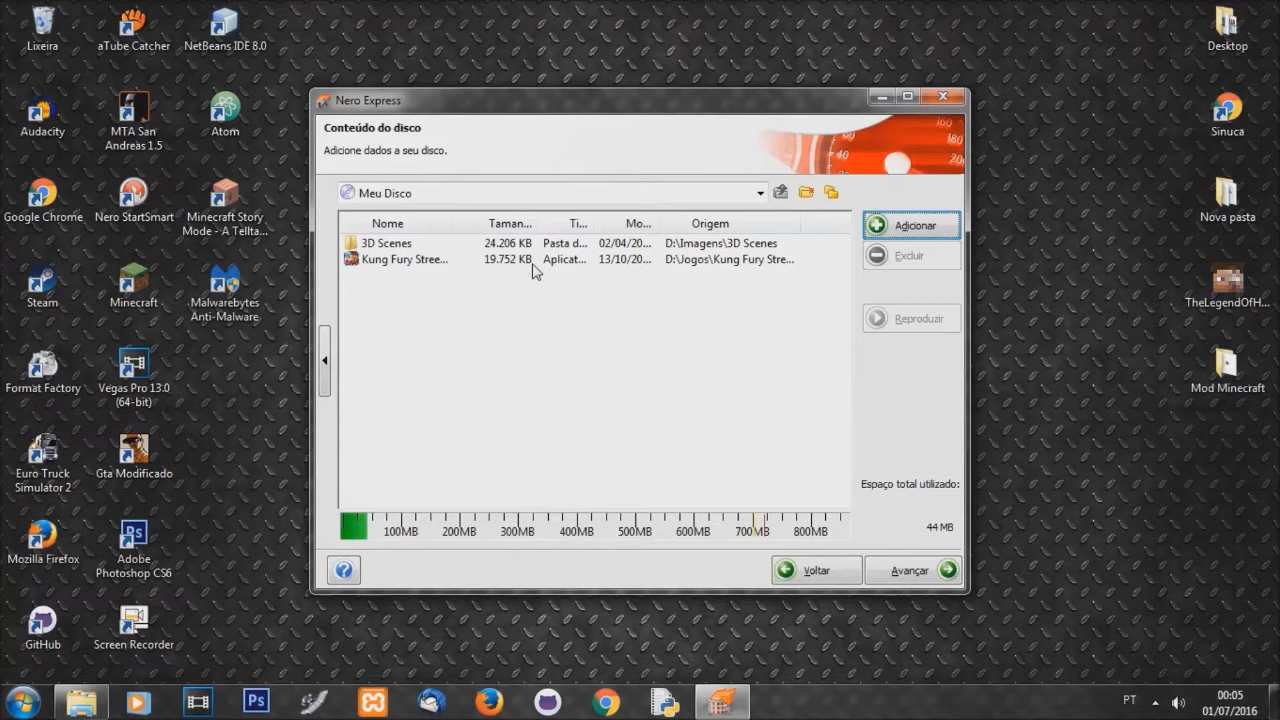 Lixeira
aTube Catcher
NetBeans IDE 8.0
Audacity
MTA San
Andreas 1.5
Atom
Google Chrome
Nero StartSmart
Minecraft Story
Mode - A Tellta...
Steam
Minecraft
Malwarebytes
Anti-Malware
Format Factory
Vegas Pro 13.0
(64-bit)
Euro Truck
Simulator 2
Gta Modificado
Mozilla Firefox
Adobe
Photoshop CS6
GitHub
Screen Recorder
Nero Express
Conteúdo do disco
Adicione dados a seu disco.
Meu Disco
Nome Taman... Ti... Mo... Origem
3D Scenes 24.206 KB Pasta d... 02/04/20... D:\Imagens\3D Scenes
Kung Fury Stree... 19.752 KB Aplicat... 13/10/20... D:\Jogos\Kung Fury Stre...
Adicionar
Excluir
Reproduzir
Espaço total utilizado:
44 MB
100MB 200MB 300MB 400MB 500MB 600MB 700MB 800MB
Voltar
Avançar
Desktop
Sinuca
Nova pasta
TheLegendOfH...
Mod Minecraft
Ps
PT
00:05
01/07/2016